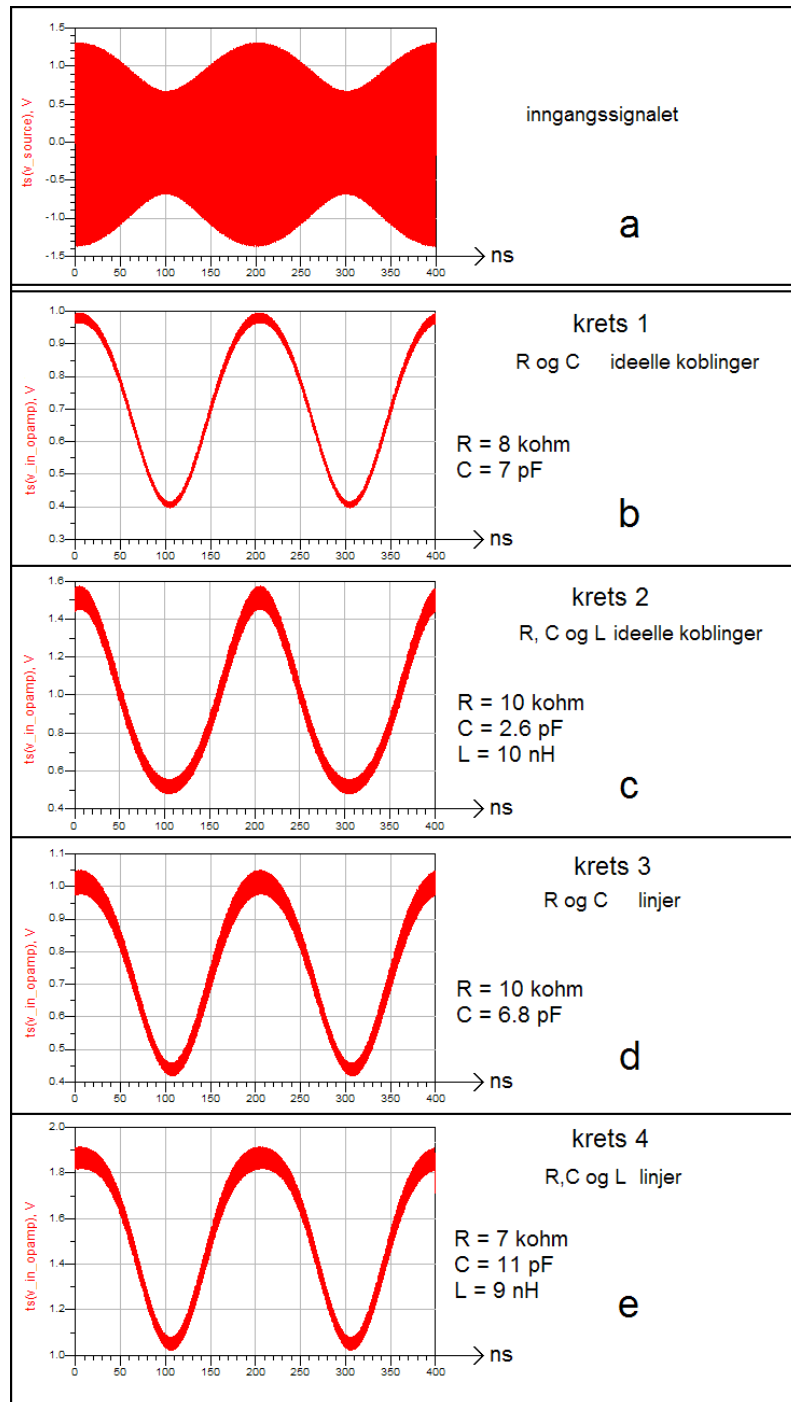 1.5
1.0
0.5
0.0
-0.5
-1.0
-1.5
ts(v_source), V
0 50 100 150 200 250 300 350 400
ns
inngangssignalet
a
1.0
0.9
0.8
0.7
0.6
0.5
0.4
0.3
ts(v_in_opamp), V
0 50 100 150 200 250 300 350 400
ns
krets 1
R og C ideelle koblinger
R = 8 kohm
C = 7 pF
b
1.6
1.4
1.2
1.0
0.8
0.6
0.4
ts(v_in_opamp), V
0 50 100 150 200 250 300 350 400
ns
krets 2
R, C og L ideelle koblinger
R = 10 kohm
C = 2.6 pF
L = 10 nH
c
1.1
1.0
0.9
0.8
0.7
0.6
0.5
0.4
ts(v_in_opamp), V
0 50 100 150 200 250 300 350 400
ns
krets 3
R og C linjer
R = 10 kohm
C = 6.8 pF
d
2.0
1.8
1.6
1.4
1.2
1.0
ts(v_in_opamp), V
0 50 100 150 200 250 300 350 400
ns
krets 4
R,C og L linjer
R = 7 kohm
C = 11 pF
L = 9 nH
e